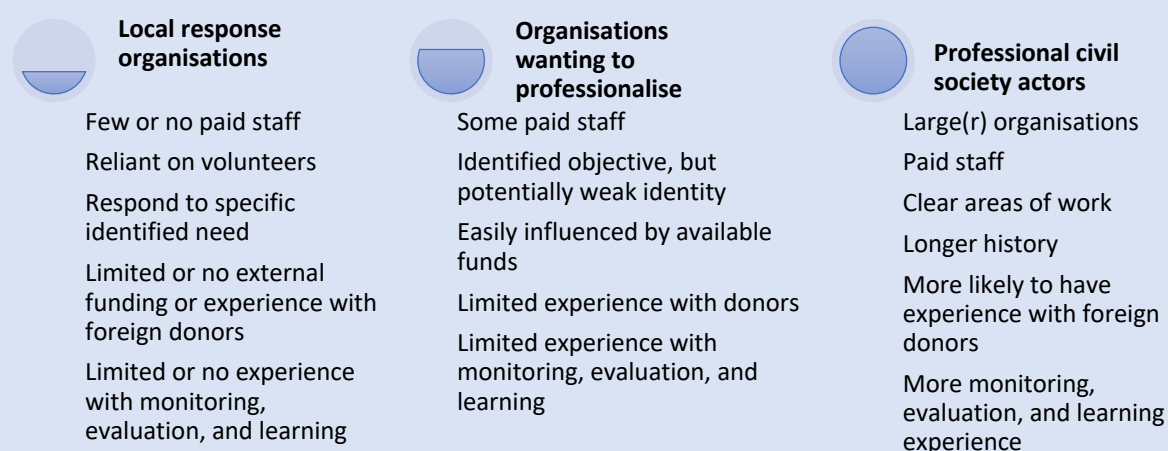 Local response
organisations
Few or no paid staff
Reliant on volunteers
Respond to specific
identified need
Limited or no external
funding or experience with
foreign donors
Limited or no experience
with monitoring,
evaluation, and learning
Organisations
wanting to
professionalise
Some paid staff
Identified objective, but
potentially weak identity
Easily influenced by available
funds
Limited experience with donors
Limited experience with
monitoring, evaluation, and
learning
Professional civil
society actors
Large(r) organisations
Paid staff
Clear areas of work
Longer history
More likely to have
experience with foreign
donors
More monitoring,
evaluation, and learning
experience